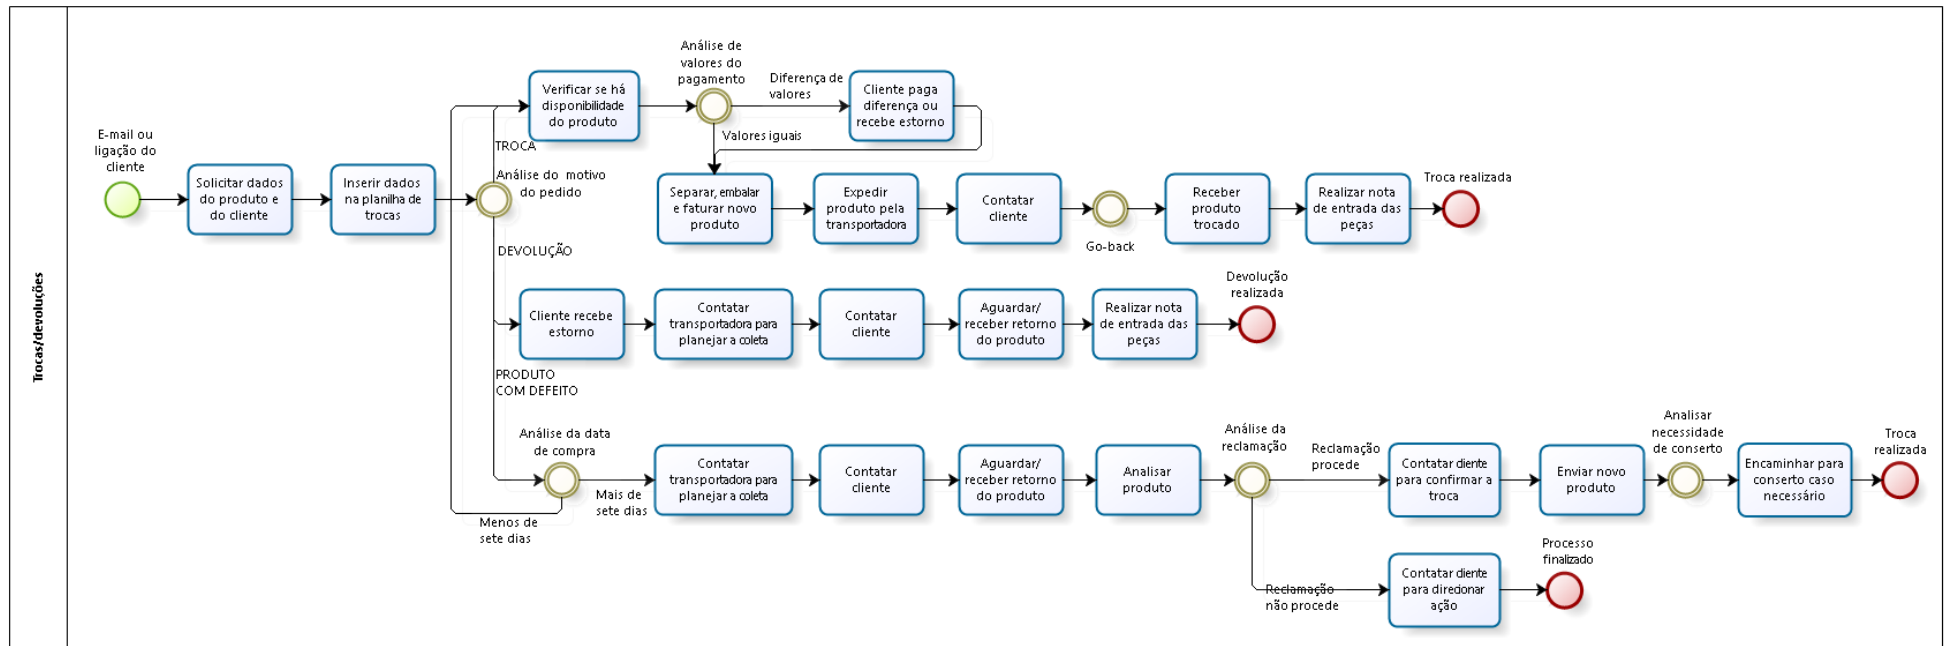 Trocas/devoluções
E-mail ou
ligação do
cliente
Solicitar dados
do produto e
do cliente
Inserir dados
na planilha de
trocas
Análise do motivo
do pedido
TROCA
Verificar se há
disponibilidade
do produto
Análise de
valores do
pagamento
Diferença de
valores
Cliente paga
diferença ou
recebe estorno
Valores iguais
Separar, embalar
e faturar novo
produto
Expedir
produto pela
transportadora
Contatar
cliente
Go-back
Receber
produto
trocado
Realizar nota
de entrada das
peças
Troca realizada
DEVOLUÇÃO
Cliente recebe
estorno
Contatar
transportadora para
planejar a coleta
Contatar
cliente
Aguardar/
receber retorno
do produto
Realizar nota
de entrada das
peças
Devolução
realizada
PRODUTO
COM DEFEITO
Análise da data
de compra
Menos de
sete dias
Mais de
sete dias
Contatar
transportadora para
planejar a coleta
Contatar
cliente
Aguardar/
receber retorno
do produto
Analisar
produto
Análise da
reclamação
Reclamação
procede
Contatar cliente
para confirmar a
troca
Enviar novo
produto
Analisar
necessidade
de conserto
Encaminhar para
conserto caso
necessário
Troca
realizada
Reclamação
não procede
Contatar cliente
para direcionar
ação
Processo
finalizado